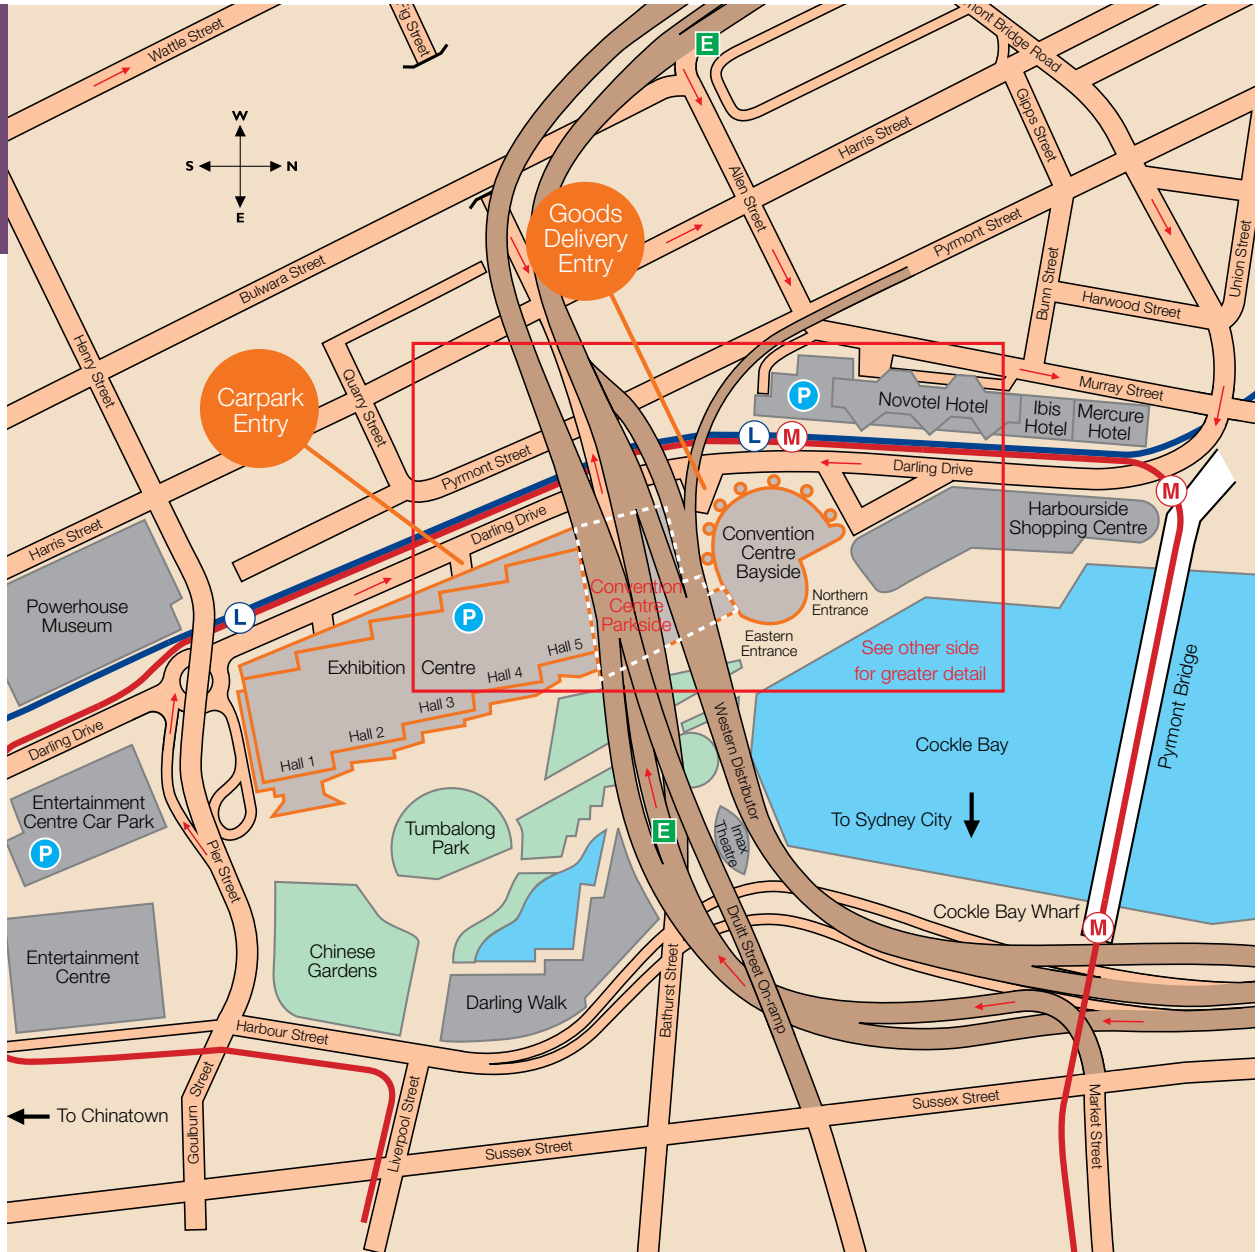 Wattle Street
Fig Street
E
mont Bridge Road
W
S
N
E
Gipps Street
Harris Street
Allen Street
Goods
Delivery
Entry
Pyrmont Street
Union Street
Bunn Street
Bulwara Street
Harwood Street
Henry Street
Carpark
Entry
Quarry Street
Murray Street
P
Novotel Hotel
Ibis
Hotel
Mercure
Hotel
L
M
Pyrmont Street
Darling Drive
M
Darling Drive
Harbourside
Shopping Centre
Harris Street
Convention
Centre
Bayside
Powerhouse
Museum
L
P
Convention
Centre
Parkside
Northern
Entrance
Eastern
Entrance
Exhibition Centre
Hall 5
Hall 4
Hall 3
Hall 2
Hall 1
See other side
for greater detail
Pyrmont Bridge
Darling Drive
Western Distributor
Cockle Bay
Entertainment
Centre Car Park
P
Tumbalong
Park
E
Imax
Theatre
To Sydney City
Pier Street
Cockle Bay Wharf
M
Druitt Street On-ramp
Chinese
Gardens
Entertainment
Centre
Darling Walk
Bathurst Street
Harbour Street
To Chinatown
Goulburn Street
Liverpool Street
Sussex Street
Sussex Street
Market Street